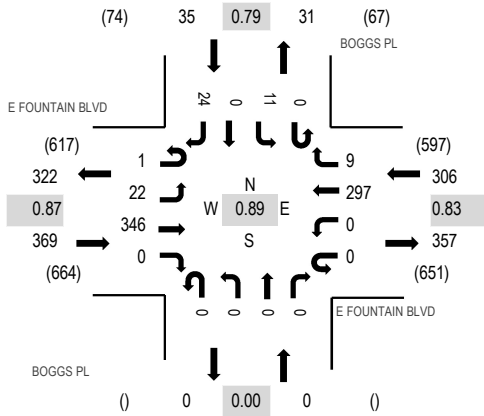 (74) 35 0.79 31 (67)
BOGGS PL
E FOUNTAIN BLVD
24 0 11 0
(617) (597)
1 9
322 306
22 N 297
0.87 W 0.89 E 0.83
346 0
369 S 357
0 0
(664) (651)
0 0 0 0
E FOUNTAIN BLVD
BOGGS PL
() 0 0.00 0 ()